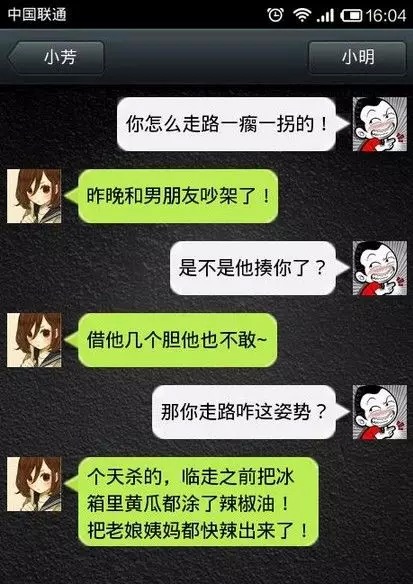 中国联通
16:04
小芳
小明
你怎么走路一瘸一拐的！
昨晚和男朋友吵架了！
是不是他揍你了？
借他几个胆他也不敢~
那你走路咋这姿势？
个天杀的，临走之前把冰
箱里黄瓜都涂了辣椒油！
把老娘姨妈都快辣出来了！